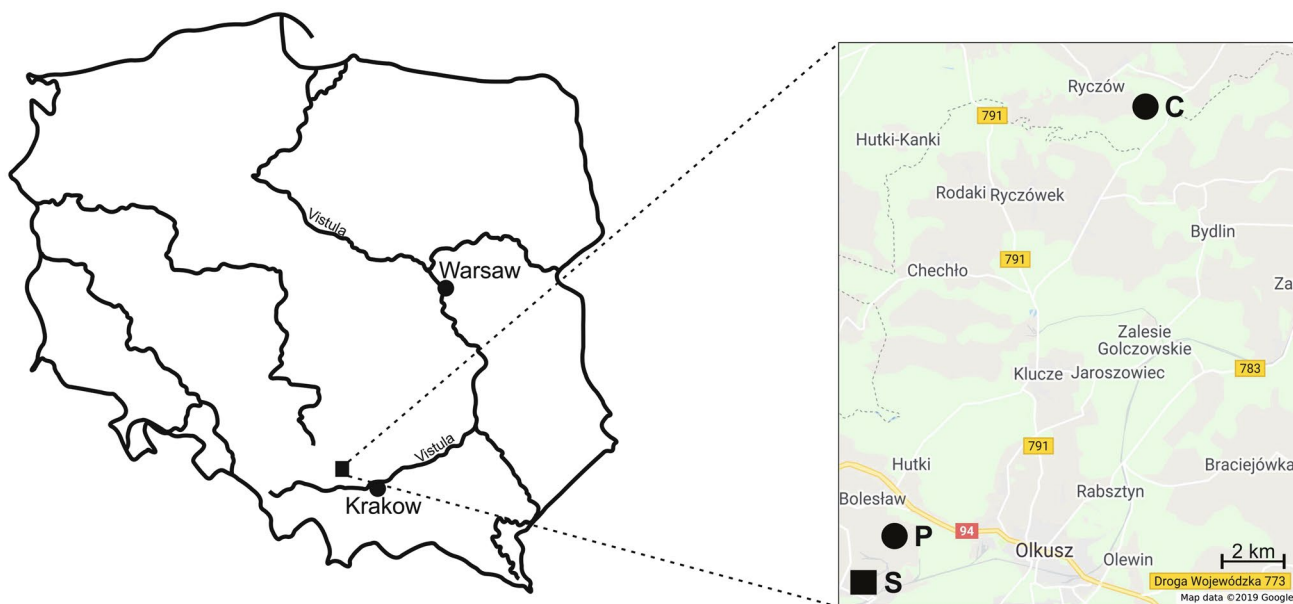 Vistula
Warsaw
Vistula
Krakow
Ryczów
C
791
Hutki-Kanki
Rodaki
Ryczówek
Bydlin
791
Chechło
Za
Zalesie
Golczowskie
Klucze
Jaroszowiec
783
791
Hutki
Braciejówka
Bolesław
Rabsztyn
P
94
Olkusz
Olewin
2 km
S
Droga Wojewódzka 773
Map data ©2019 Google